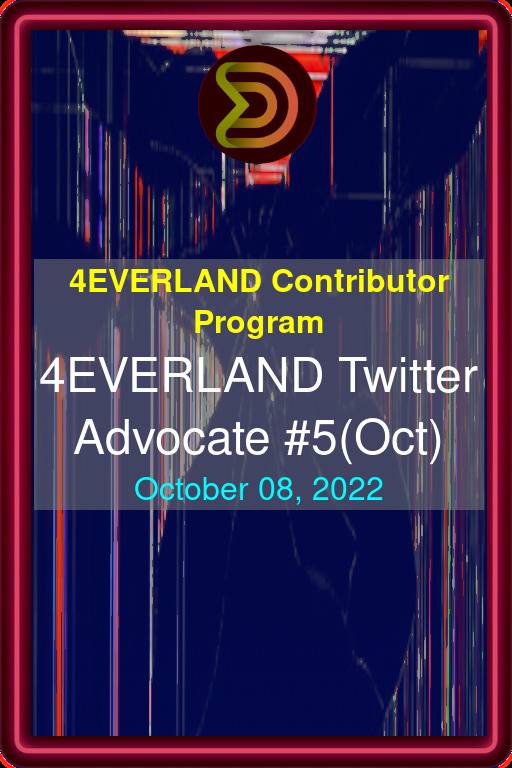 4EVERLAND Contributor
Program
4EVERLAND Twitter
Advocate #5(Oct)
October 08, 2022